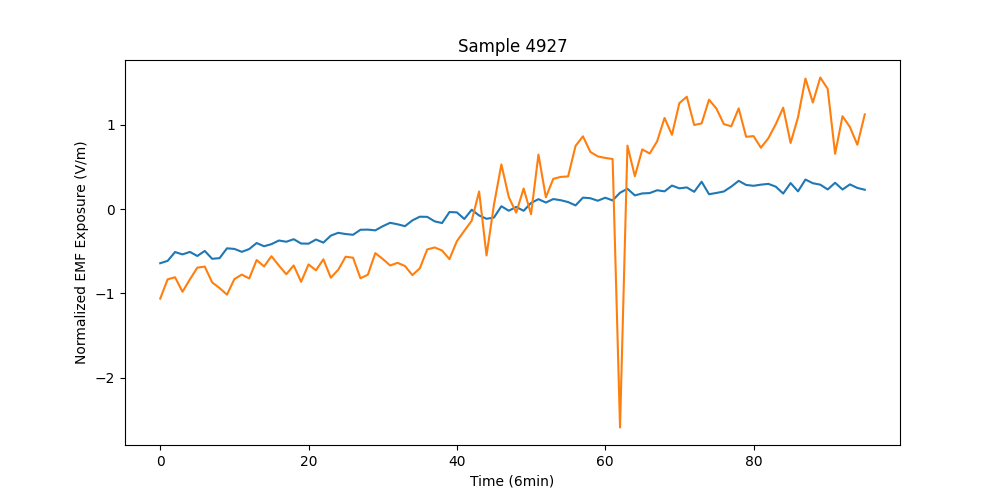 Sample 4927
Normalized EMF Exposure (V/m)
1
0
−1
−2
0 20 40 60 80
Time (6min)